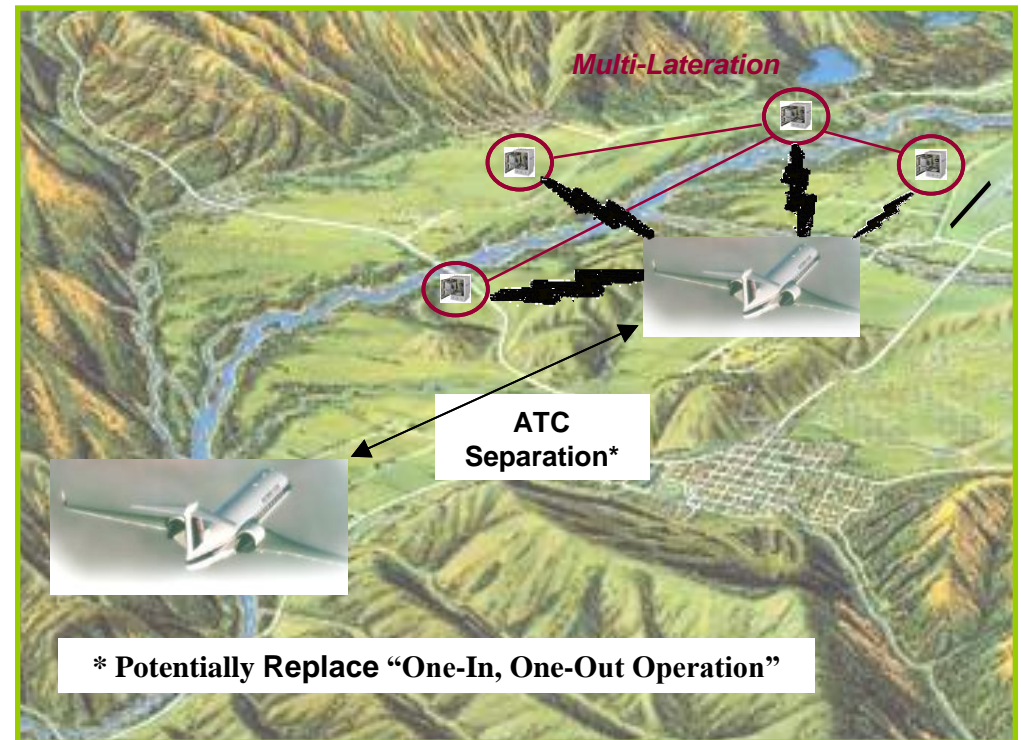 Multi-Lateration
ATC
Separation*
* Potentially Replace “One-In, One-Out Operation”